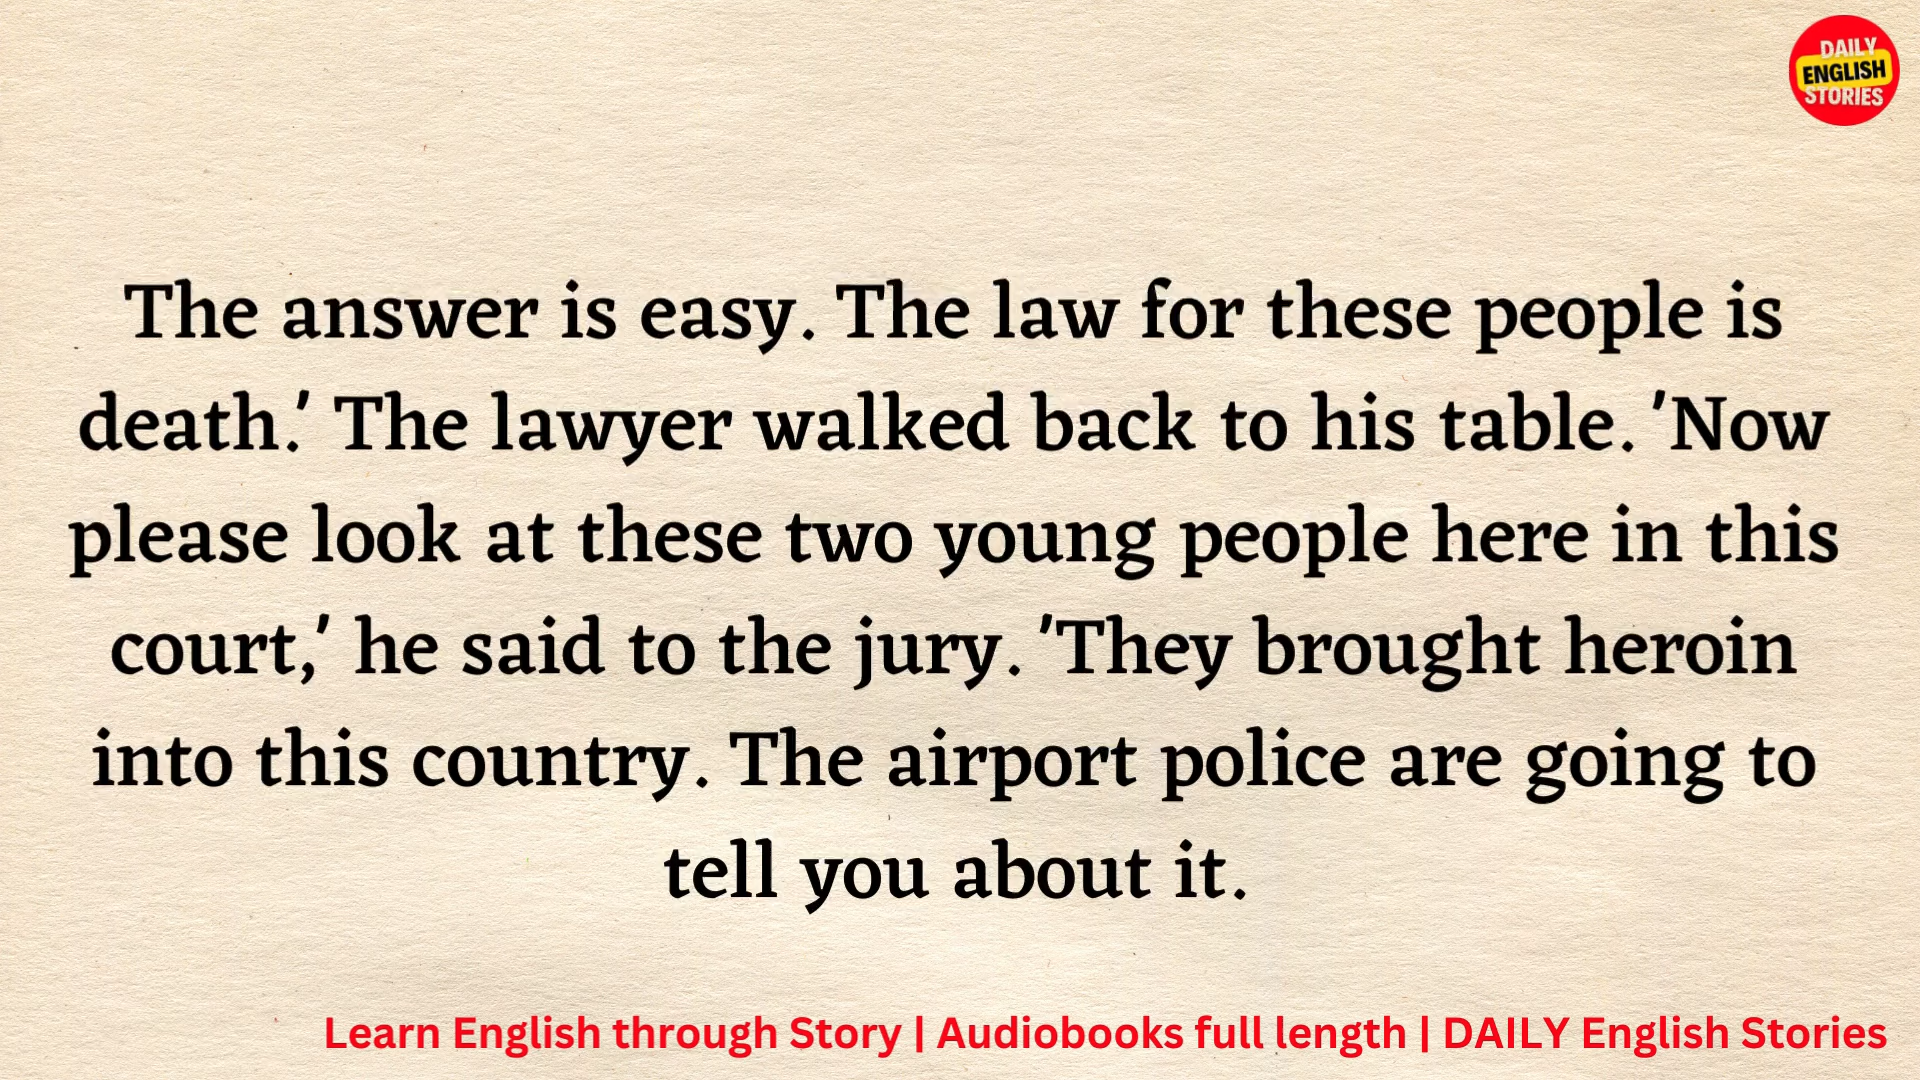 DAILY
ENGLISH
STORIES
The answer is easy. The law for these people is
death.' The lawyer walked back to his table. 'Now
please look at these two young people here in this
court,' he said to the jury. 'They brought heroin
into this country. The airport police are going to
tell you about it.
Learn English through Story | Audiobooks full length | DAILY English Stories